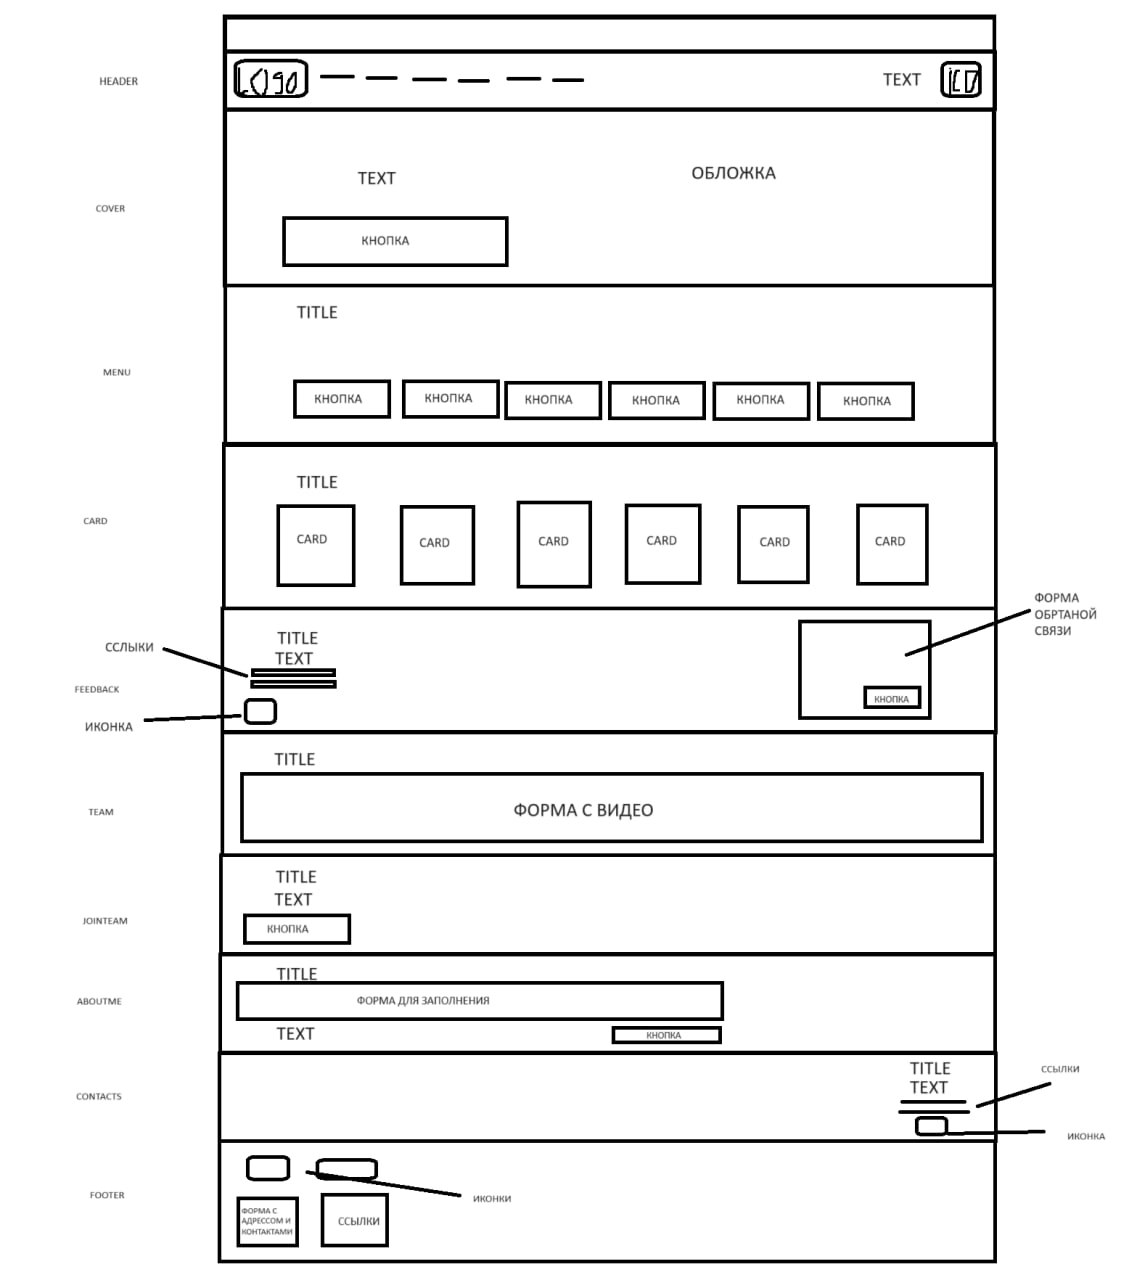 HEADER
LOgo
TEXT
ICO
COVER
TEXT
ОБЛОЖКА
КНОПКА
MENU
TITLE
КНОПКА
КНОПКА
КНОПКА
КНОПКА
КНОПКА
КНОПКА
CARD
TITLE
CARD
CARD
CARD
CARD
CARD
CARD
ФОРМА
ОБРТАНОЙ
СВЯЗИ
ССЛЫКИ
FEEDBACK
ИКОНКА
TITLE
TEXT
КНОПКА
TEAM
TITLE
ФОРМА С ВИДЕО
JOINTEAM
TITLE
TEXT
КНОПКА
ABOUTME
TITLE
ФОРМА ДЛЯ ЗАПОЛНЕНИЯ
TEXT
КНОПКА
CONTACTS
TITLE
TEXT
ССЫЛКИ
ИКОНКА
FOOTER
ИКОНКИ
ФОРМА С
АДРЕССОМ И
КОНТАКТАМИ
ССЫЛКИ